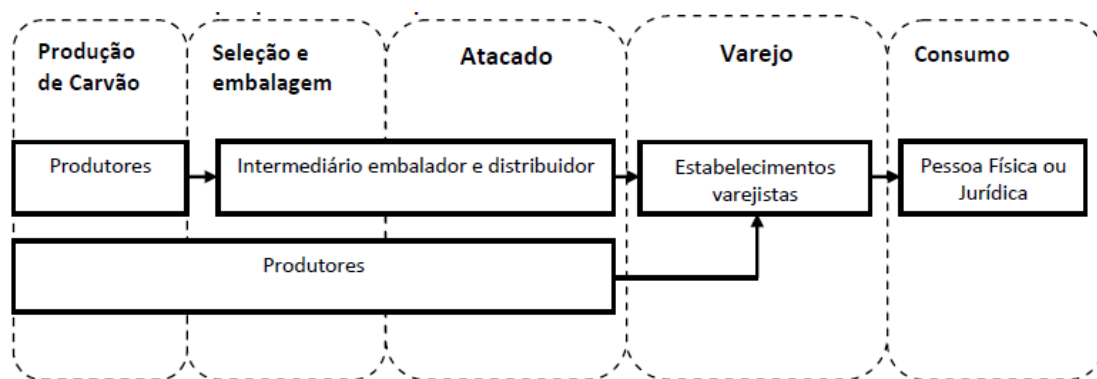 Produção
de Carvão
Seleção e
embalagem
Atacado
Varejo
Consumo
Produtores
Intermediário embalador e distribuidor
Estabelecimentos
varejistas
Pessoa Física ou
Jurídica
Produtores